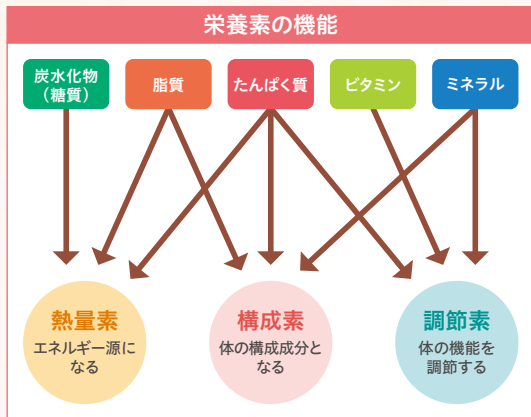 栄養素の機能
炭水化物
（糖質）
脂質
たんぱく質
ビタミン
ミネラル
熱量素
エネルギー源に
なる
構成素
体の構成成分と
なる
調節素
体の機能を
調節する